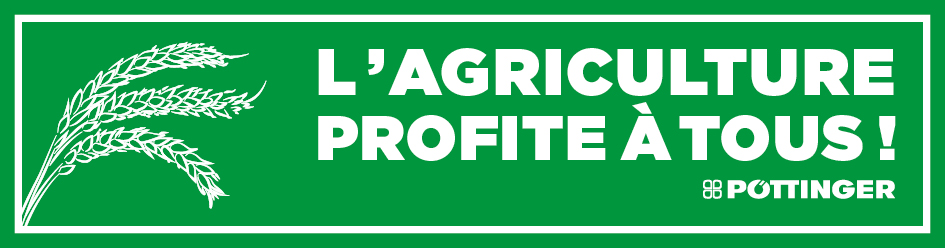 L’AGRICULTURE
PROFITE À TOUS !
PÖTTINGER